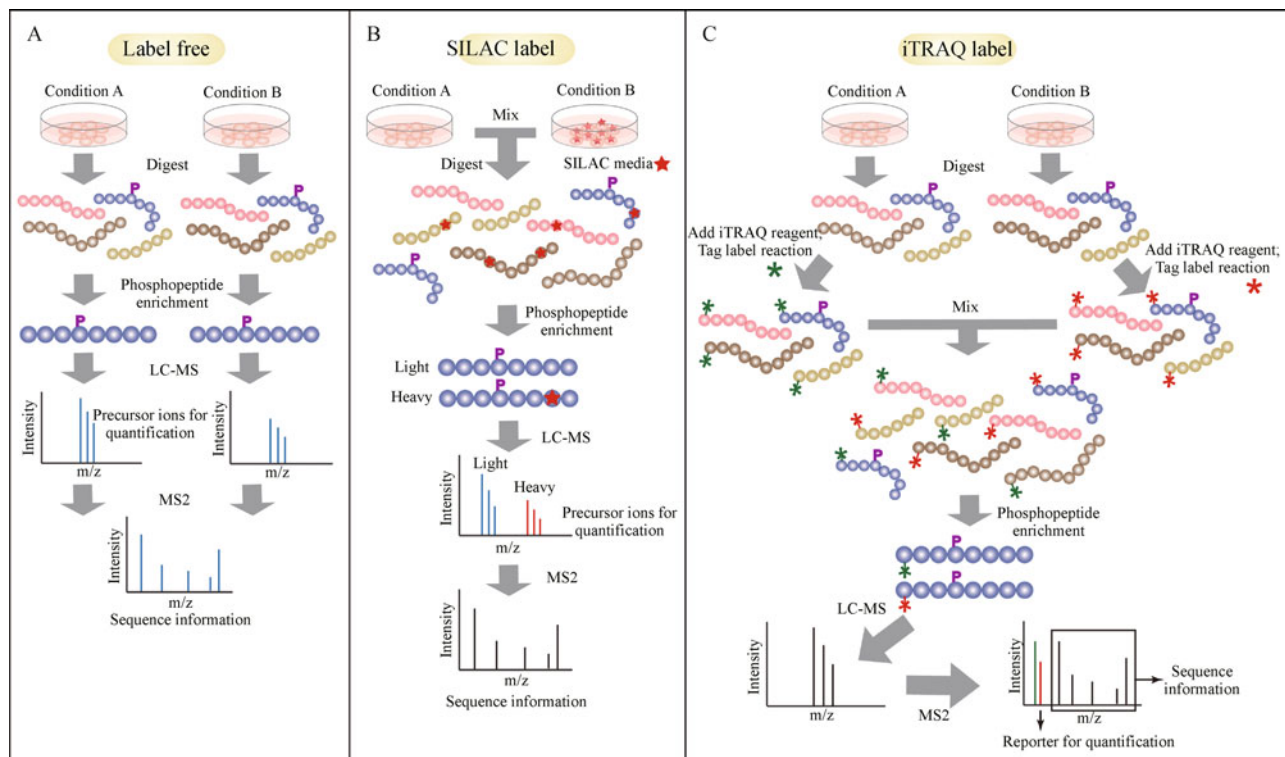 A
Label free
Condition A
Condition B
Digest
P
P
Phosphopeptide
enrichment
P
P
LC-MS
Intensity
Precursor ions for
quantification
m/z
Intensity
m/z
MS2
Intensity
m/z
Sequence information
B
SILAC label
Condition A
Condition B
Mix
Digest
SILAC media
P
P
Phosphopeptide
enrichment
Light
P
Heavy
P
LC-MS
Intensity
Light
Heavy
m/z
Precursor ions for
quantification
MS2
Intensity
m/z
Sequence information
C
iTRAQ label
Condition A
Condition B
Digest
P
P
Add iTRAQ reagent;
Tag label reaction
Add iTRAQ reagent;
Tag label reaction
P
P
Mix
P
P
Phosphopeptide
enrichment
P
P
LC-MS
Intensity
m/z
MS2
Intensity
m/z
Sequence
information
Reporter for quantification